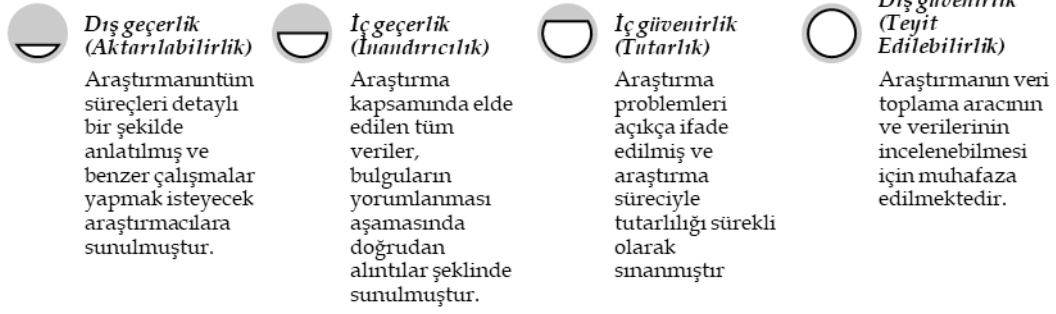 Dış geçerlik
(Aktarılabilirlik)
Araştırmanıntüm
süreçleri detaylı
bir şekilde
anlatılmış ve
benzer çalışmalar
yapmak isteyecek
araştırmacılara
sunulmuştur.
İç geçerlik
(İnandırıcılık)
Araştırma
kapsamında elde
edilen tüm
veriler,
bulguların
yorumlanması
aşamasında
doğrudan
alıntılar şeklinde
sunulmuştur.
İç güvenirlik
(Tutarlık)
Araştırma
problemleri
açıkça ifade
edilmiş ve
araştırma
süreciyle
tutarlılığı sürekli
olarak
sınanmıştır
Dış güvenirlik
(Teyit
Edilebilirlik)
Araştırmanın veri
toplama aracının
ve verilerinin
incelenebilmesi
için muhafaza
edilmektedir.